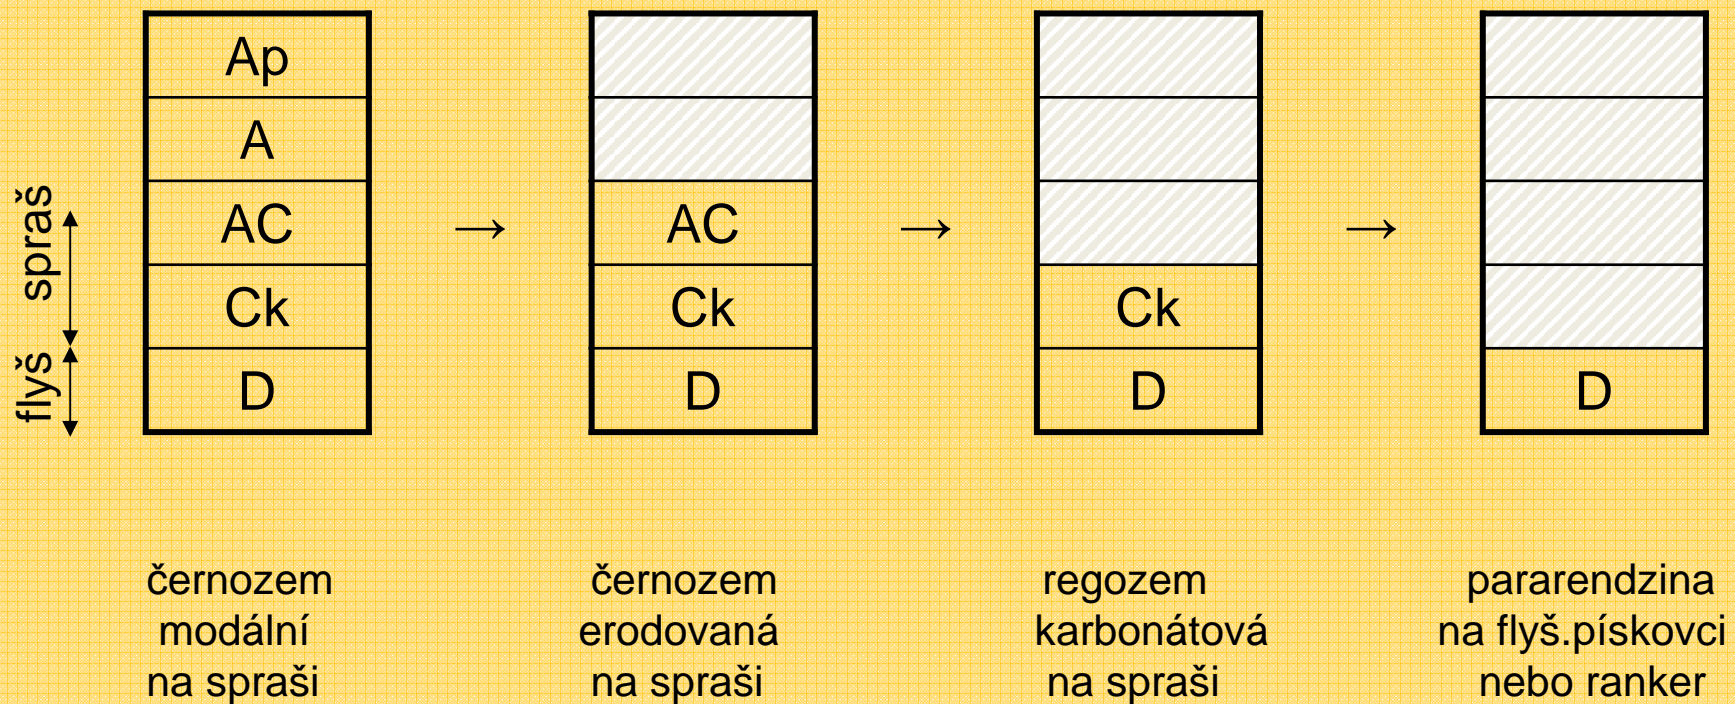 Ap
A
AC
Ck
D
spraš
flyš
→
AC
Ck
D
→
Ck
D
→
D
černozem
modální
na spraši
černozem
erodovaná
na spraši
regozem
karbonátová
na spraši
pararendzina
na flyš.pískovci
nebo ranker